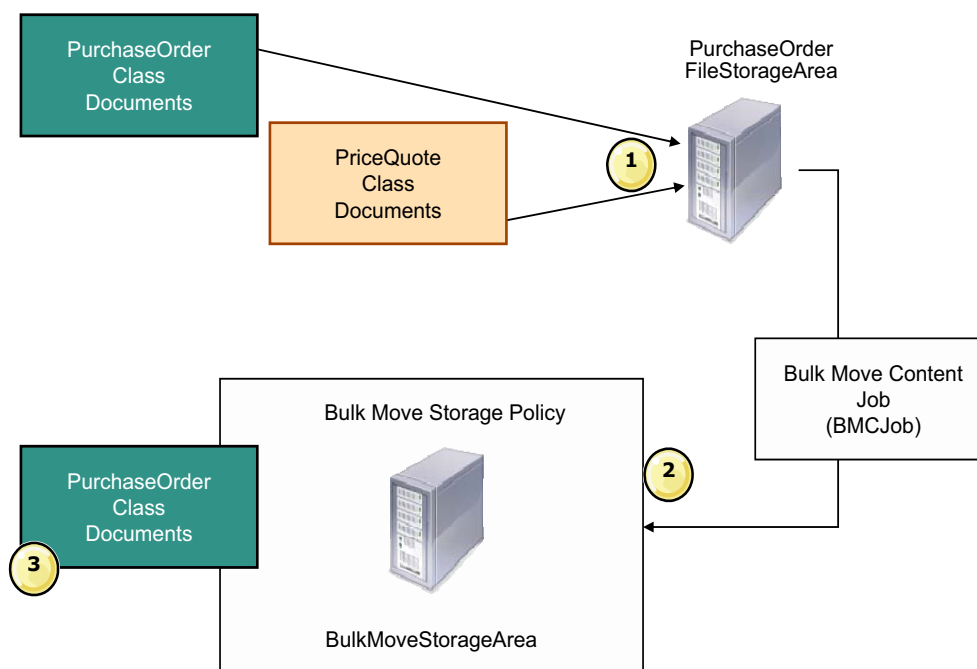 PurchaseOrder
Class
Documents
PurchaseOrder
FileStorageArea
PriceQuote
Class
Documents
1
Bulk Move Content
Job
(BMCJob)
Bulk Move Storage Policy
2
PurchaseOrder
Class
Documents
3
BulkMoveStorageArea